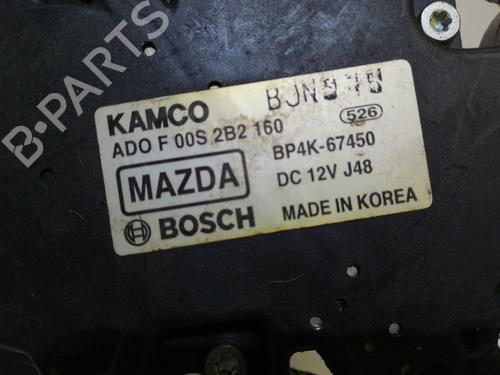 KAMCO
ADO F 00S 2B2 160
526
BP4K-67450
MAZDA
DC 12V J48
BOSCH
MADE IN KOREA
B-PARTS